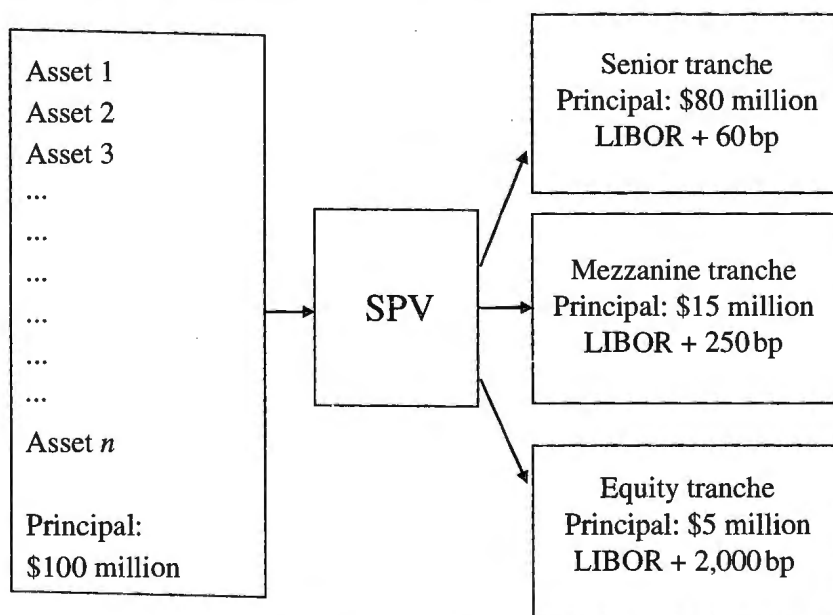 Asset 1
Asset 2
Asset 3
...
...
...
...
...
...
Asset n
Principal:
$100 million
SPV
Senior tranche
Principal: $80 million
LIBOR + 60 bp
Mezzanine tranche
Principal: $15 million
LIBOR + 250 bp
Equity tranche
Principal: $5 million
LIBOR + 2,000 bp